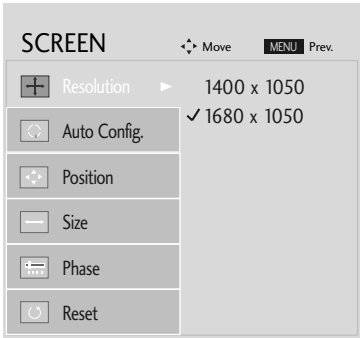 SCREEN Move MENU Prev.
Resolution 1400 x 1050
Auto Config. ✓ 1680 x 1050
Position
Size
Phase
Reset